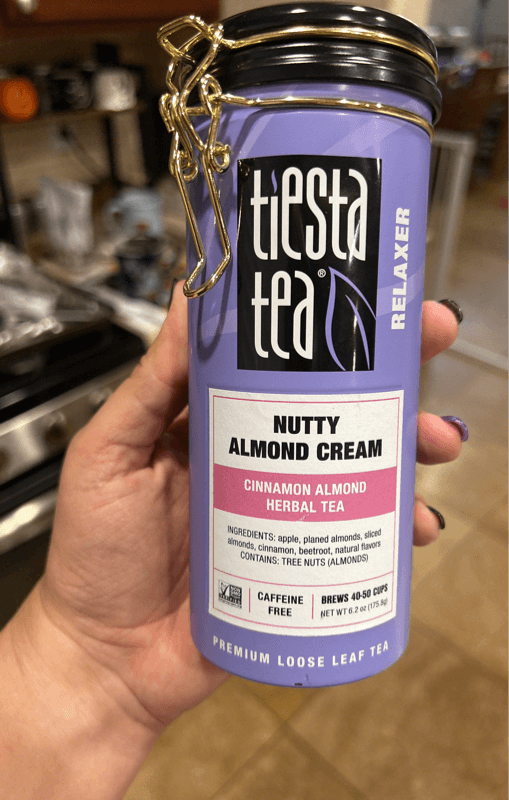 tiesta
tea®
RELAXER
NUTTY
ALMOND CREAM
CINNAMON ALMOND
HERBAL TEA
INGREDIENTS: apple, planed almonds, sliced
almonds, cinnamon, beetroot, natural flavors
CONTAINS: TREE NUTS (ALMONDS)
CAFFEINE
FREE
BREWS 40-50 CUPS
NET WT 6.2 oz (175.8g)
PREMIUM LOOSE LEAF TEA